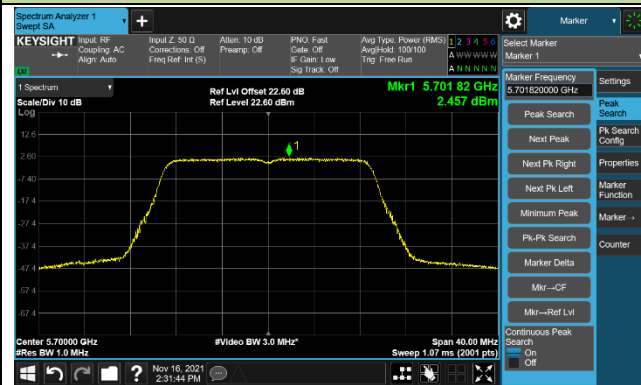 Spectrum Analyzer 1
Swept SA
+
Marker
KEYSIGHT
Input: RF
Coupling: AC
Align: Auto
Input Z: 50 Ω
Corrections: Off
Freq Ref: Int (S)
Atten: 10 dB
Preamp: Off
PNO: Fast
Gate: Off
IF Gain: Low
Sig Track: Off
Avg Type: Power (RMS)
Avg|Hold: 100/100
Trig: Free Run
1 2 3 4 5 6
A W W W W W
A N N N N N
LXI
Select Marker
Marker 1
1 Spectrum
Scale/Div 10 dB
Log
Ref Lvl Offset 22.60 dB
Ref Level 22.60 dBm
Mkr1 5.701 82 GHz
2.457 dBm
12.6
2.60
-7.40
-17.4
-27.4
-37.4
-47.4
-57.4
-67.4
1
Center 5.70000 GHz
#Res BW 1.0 MHz
#Video BW 3.0 MHz*
Span 40.00 MHz
Sweep 1.07 ms (2001 pts)
Marker Frequency
5.701820000 GHz
Peak Search
Next Peak
Next Pk Right
Next Pk Left
Minimum Peak
Pk-Pk Search
Marker Delta
Mkr→CF
Mkr→Ref Lvl
Continuous Peak
Search
On
Off
Settings
Peak
Search
Pk Search
Config
Properties
Marker
Function
Marker→
Counter
?
Nov 16, 2021
2:31:44 PM